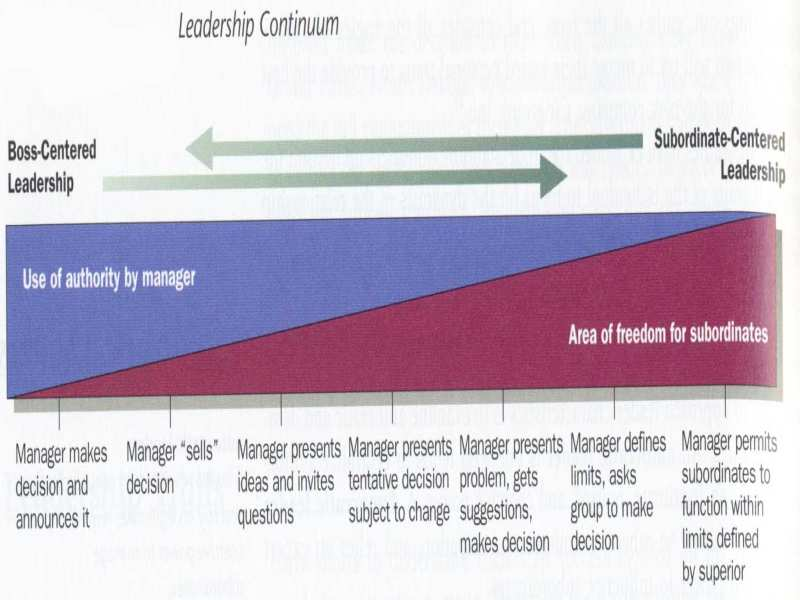 Leadership Continuum
Boss-Centered
Leadership
Subordinate-Centered
Leadership
Use of authority by manager
Area of freedom for subordinates
Manager makes
decision and
announces it
Manager “sells”
decision
Manager presents
ideas and invites
questions
Manager presents
tentative decision
subject to change
Manager presents
problem, gets
suggestions,
makes decision
Manager defines
limits, asks
group to make
decision
Manager permits
subordinates to
function within
limits defined
by superior